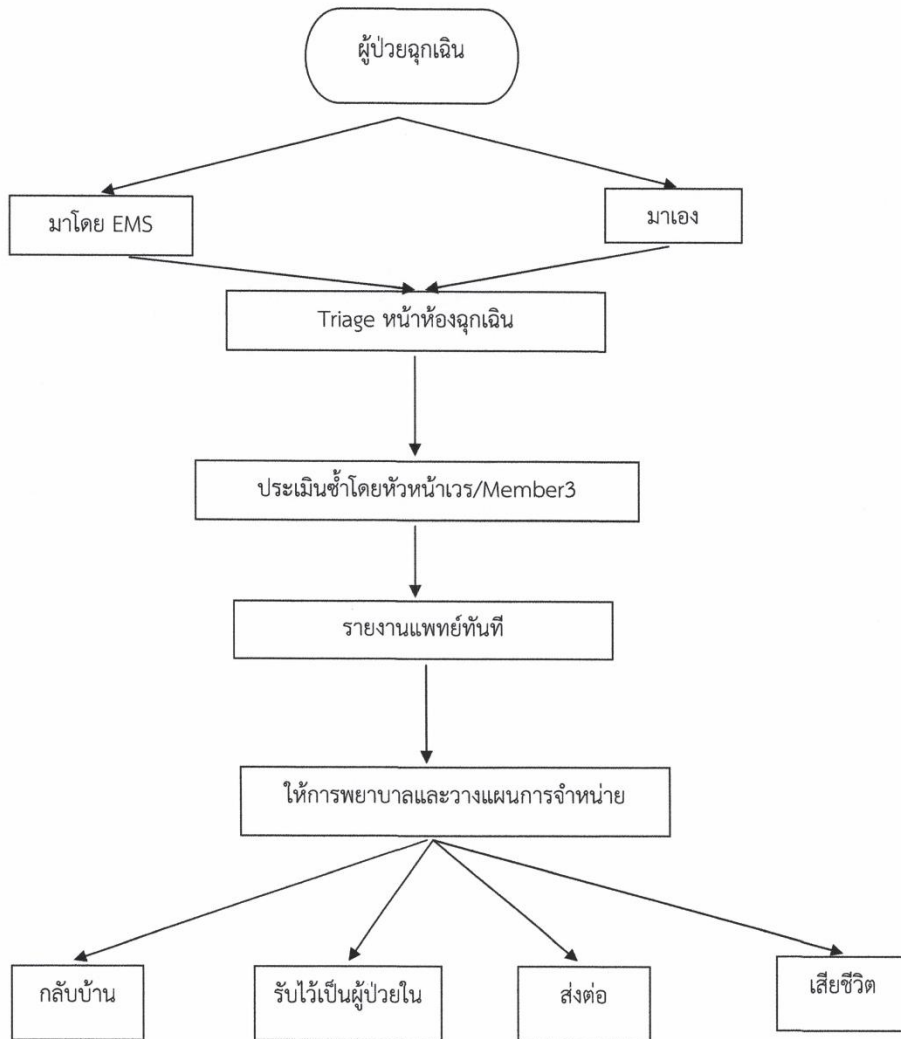 ผู้ป่วยฉุกเฉิน
มาโดย EMS
มาเอง
Triage หน้าห้องฉุกเฉิน
ประเมินซ้ำโดยหัวหน้าเวร/Member3
รายงานแพทย์ทันที
ให้การพยาบาลและวางแผนการจำหน่าย
กลับบ้าน
รับไว้เป็นผู้ป่วยใน
ส่งต่อ
เสียชีวิต